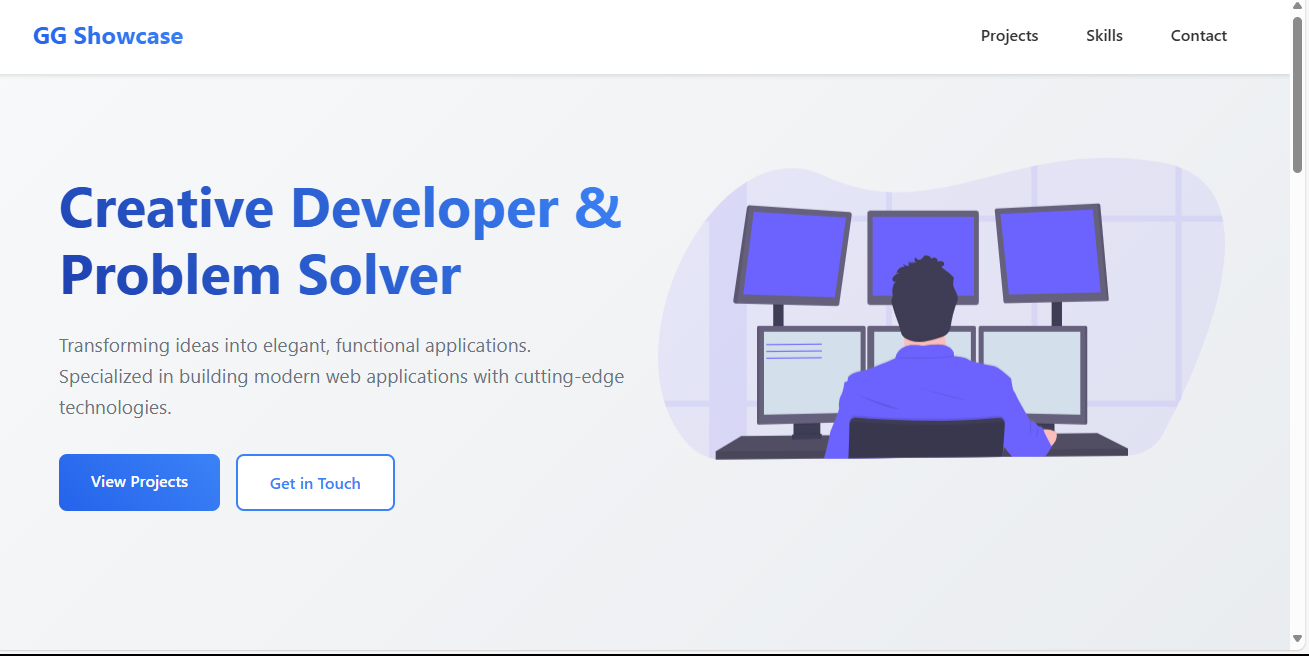 GG Showcase
Projects
Skills
Contact
Creative Developer &
Problem Solver
Transforming ideas into elegant, functional applications.
Specialized in building modern web applications with cutting-edge
technologies.
View Projects
Get in Touch